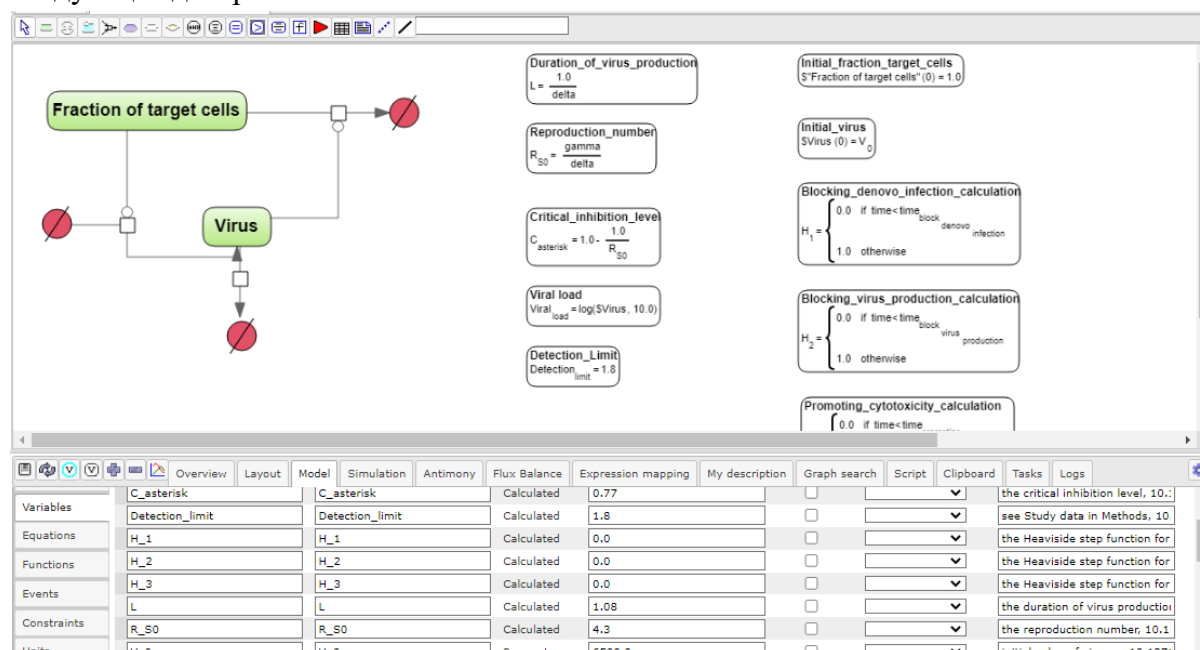 Fraction of target cells
Virus
Duration_of_virus_production
L = 1.0 / delta
Reproduction_number
R_S0 = gamma / delta
Critical_inhibition_level
C_asterisk = 1.0 - 1.0 / R_S0
Viral load
Viral_load = log($Virus, 10.0)
Detection_Limit
Detection_limit = 1.8
Initial_fraction_target_cells
$"Fraction of target cells"(0) = 1.0
Initial_virus
$Virus (0) = V_0
Blocking_denovo_infection_calculation
H_1 = { 0.0 if time<time_block_denovo_infection
1.0 otherwise
Blocking_virus_production_calculation
H_2 = { 0.0 if time<time_block_virus_production
1.0 otherwise
Promoting_cytotoxicity_calculation
0.0 if time<time
Overview Layout Model Simulation Antimony Flux Balance Expression mapping My description Graph search Script Clipboard Tasks Logs
Variables
Equations
Functions
Events
Constraints
C_asterisk C_asterisk Calculated 0.77 the critical inhibition level, 10.
Detection_limit Detection_limit Calculated 1.8 see Study data in Methods, 10
H_1 H_1 Calculated 0.0 the Heaviside step function for
H_2 H_2 Calculated 0.0 the Heaviside step function for
H_3 H_3 Calculated 0.0 the Heaviside step function for
L L Calculated 1.08 the duration of virus production
R_S0 R_S0 Calculated 4.3 the reproduction number, 10.1